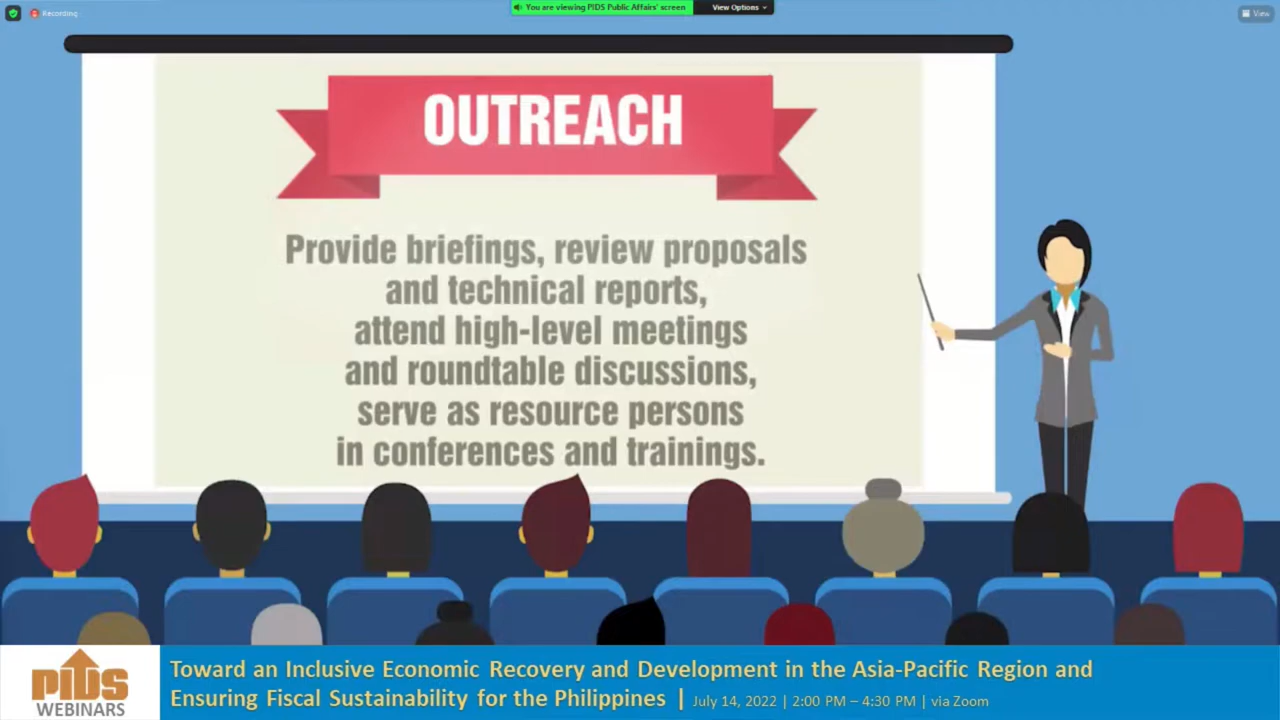 Recording
You are viewing PIDS Public Affairs' screen
View Options
View
OUTREACH
Provide briefings, review proposals
and technical reports,
attend high-level meetings
and roundtable discussions,
serve as resource persons
in conferences and trainings.
PIDS
WEBINARS
Toward an Inclusive Economic Recovery and Development in the Asia-Pacific Region and
Ensuring Fiscal Sustainability for the Philippines | July 14, 2022 | 2:00 PM – 4:30 PM | via Zoom